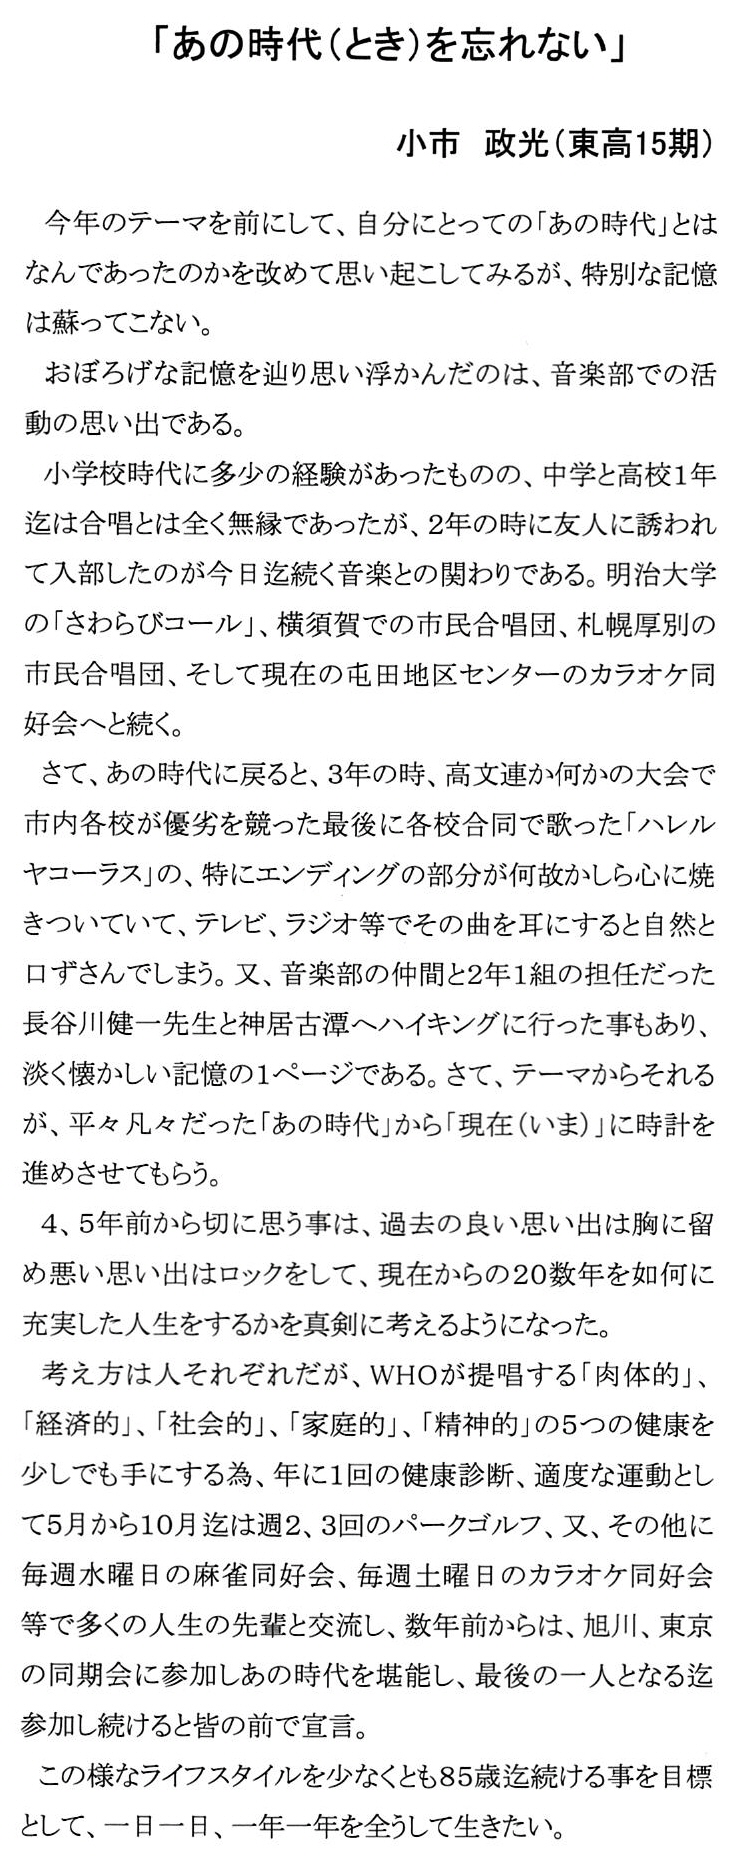 「あの時代(とき)を忘れない」
小市　政光(東高15期)
今年のテーマを前にして、自分にとっての「あの時代」とは
なんであったのかを改めて思い起こしてみるが、特別な記憶
は蘇ってこない。
おぼろげな記憶を辿り思い浮かんだのは、音楽部での活
動の思い出である。
小学校時代に多少の経験があったものの、中学と高校1年
迄は合唱とは全く無縁であったが、2年の時に友人に誘われ
て入部したのが今日迄続く音楽との関わりである。明治大学
の「さわらびコール」、横須賀での市民合唱団、札幌厚別の
市民合唱団、そして現在の屯田地区センターのカラオケ同
好会へと続く。
さて、あの時代に戻ると、3年の時、高文連か何かの大会で
市内各校が優劣を競った最後に各校合同で歌った「ハレル
ヤコーラス」の、特にエンディングの部分が何故かしら心に焼
きついていて、テレビ、ラジオ等でその曲を耳にすると自然と
口ずさんでしまう。又、音楽部の仲間と2年1組の担任だった
長谷川健一先生と神居古潭へハイキングに行った事もあり、
淡く懐かしい記憶の1ページである。さて、テーマからそれる
が、平々凡々だった「あの時代」から「現在(いま)」に時計を
進めさせてもらう。
4、5年前から切に思う事は、過去の良い思い出は胸に留
め悪い思い出はロックをして、現在からの20数年を如何に
充実した人生をするかを真剣に考えるようになった。
考え方は人それぞれだが、WHOが提唱する「肉体的」、
「経済的」、「社会的」、「家庭的」、「精神的」の5つの健康を
少しでも手にする為、年に1回の健康診断、適度な運動とし
て5月から10月迄は週2、3回のパークゴルフ、又、その他に
毎週水曜日の麻雀同好会、毎週土曜日のカラオケ同好会
等で多くの人生の先輩と交流し、数年前からは、旭川、東京
の同期会に参加しあの時代を堪能し、最後の一人となる迄
参加し続けると皆の前で宣言。
この様なライフスタイルを少なくとも85歳迄続ける事を目標
として、一日一日、一年一年を全うして生きたい。